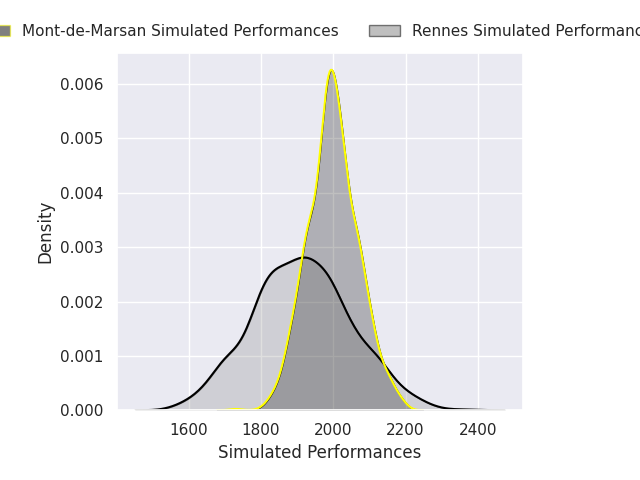 Mont-de-Marsan Simulated Performances Rennes Simulated
0.006
0.005
0.004
0.003
0.002
0.001
0.000
Density
1600 1800 2000 2200 2400
Simulated Performances